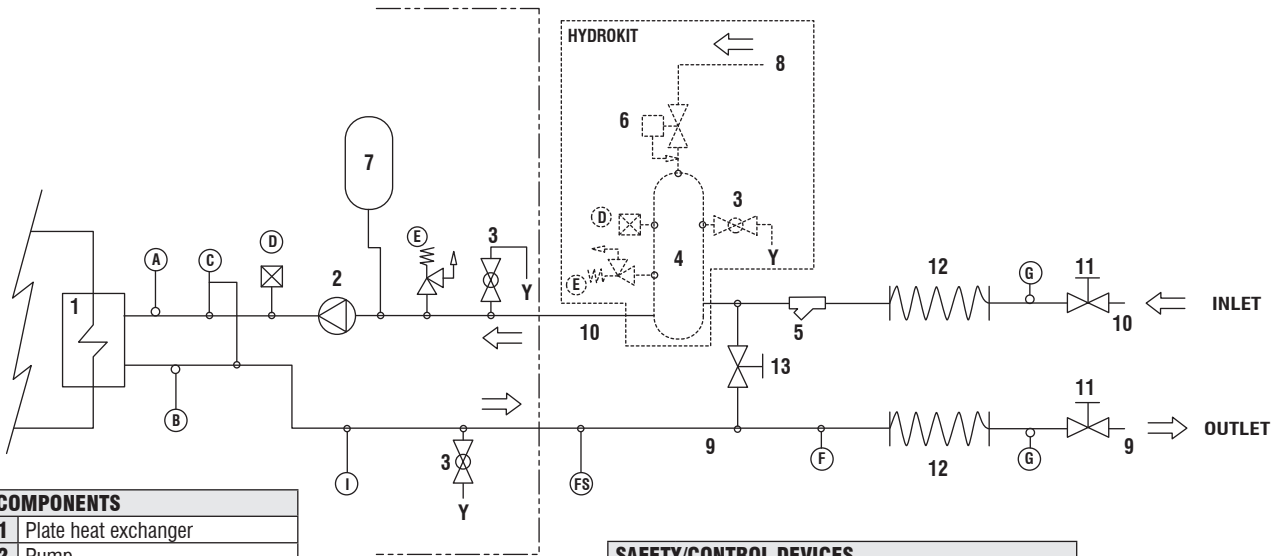 HYDROKIT
8
6
7
3
D
E
4
Y
D
E
3
Y
A
C
2
1
12
G
11
INLET
10
5
10
13
B
11
OUTLET
9
9
F
12
G
I
3
Y
FS
COMPONENTS
1 Plate heat exchanger
2 Pump
SAFETY/CONTROL DEVICES